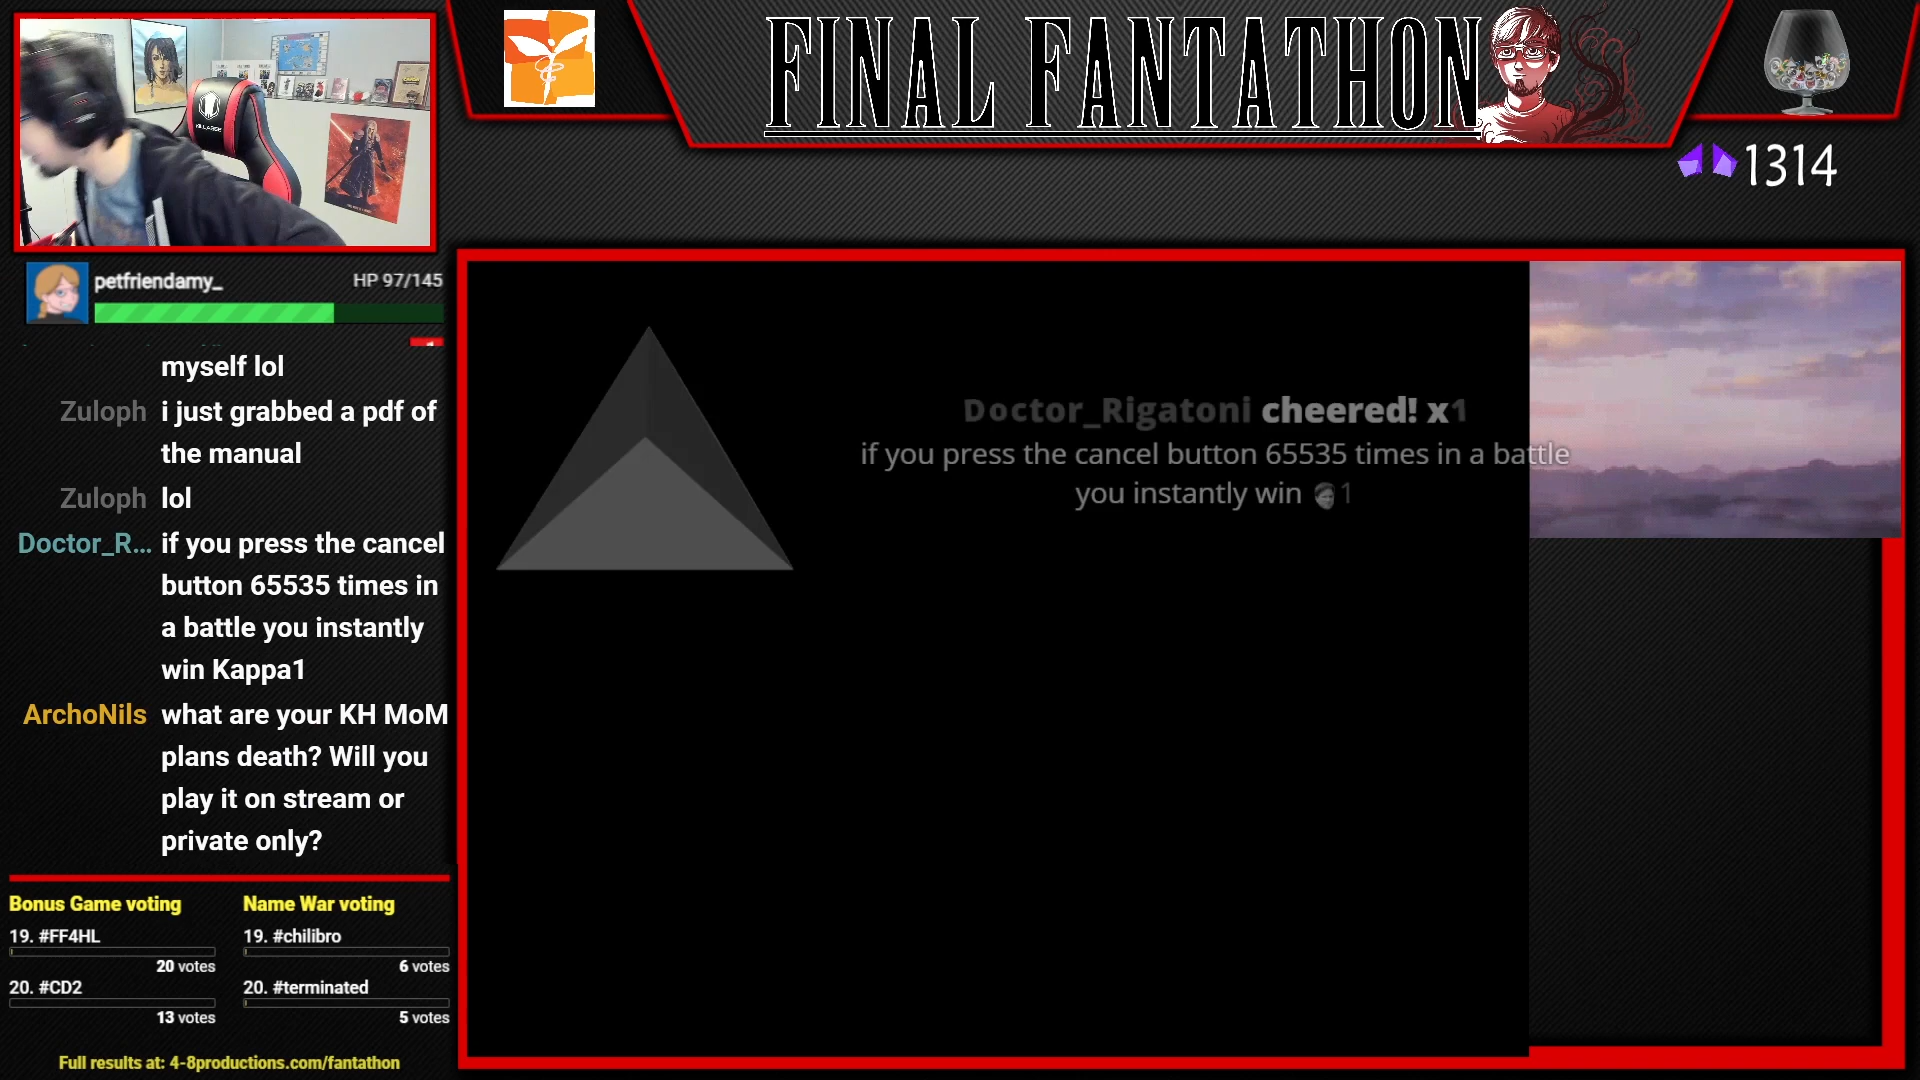 FINAL FANTATHON
1314
petfriendamy_ HP 97/145
myself lol
Zuloph i just grabbed a pdf of
the manual
Zuloph lol
Doctor_R... if you press the cancel
button 65535 times in
a battle you instantly
win Kappa1
ArchoNils what are your KH MoM
plans death? Will you
play it on stream or
private only?
Doctor_Rigatoni cheered! x1
if you press the cancel button 65535 times in a battle
you instantly win 1
Bonus Game voting
19. #FF4HL
20 votes
20. #CD2
13 votes
Name War voting
19. #chilibro
6 votes
20. #terminated
5 votes
Full results at: 4-8productions.com/fantathon